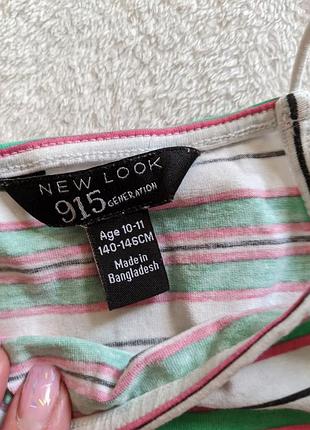 NEW LOOK
915 GENERATION
Age 10-11
140-146CM
Made in
Bangladesh